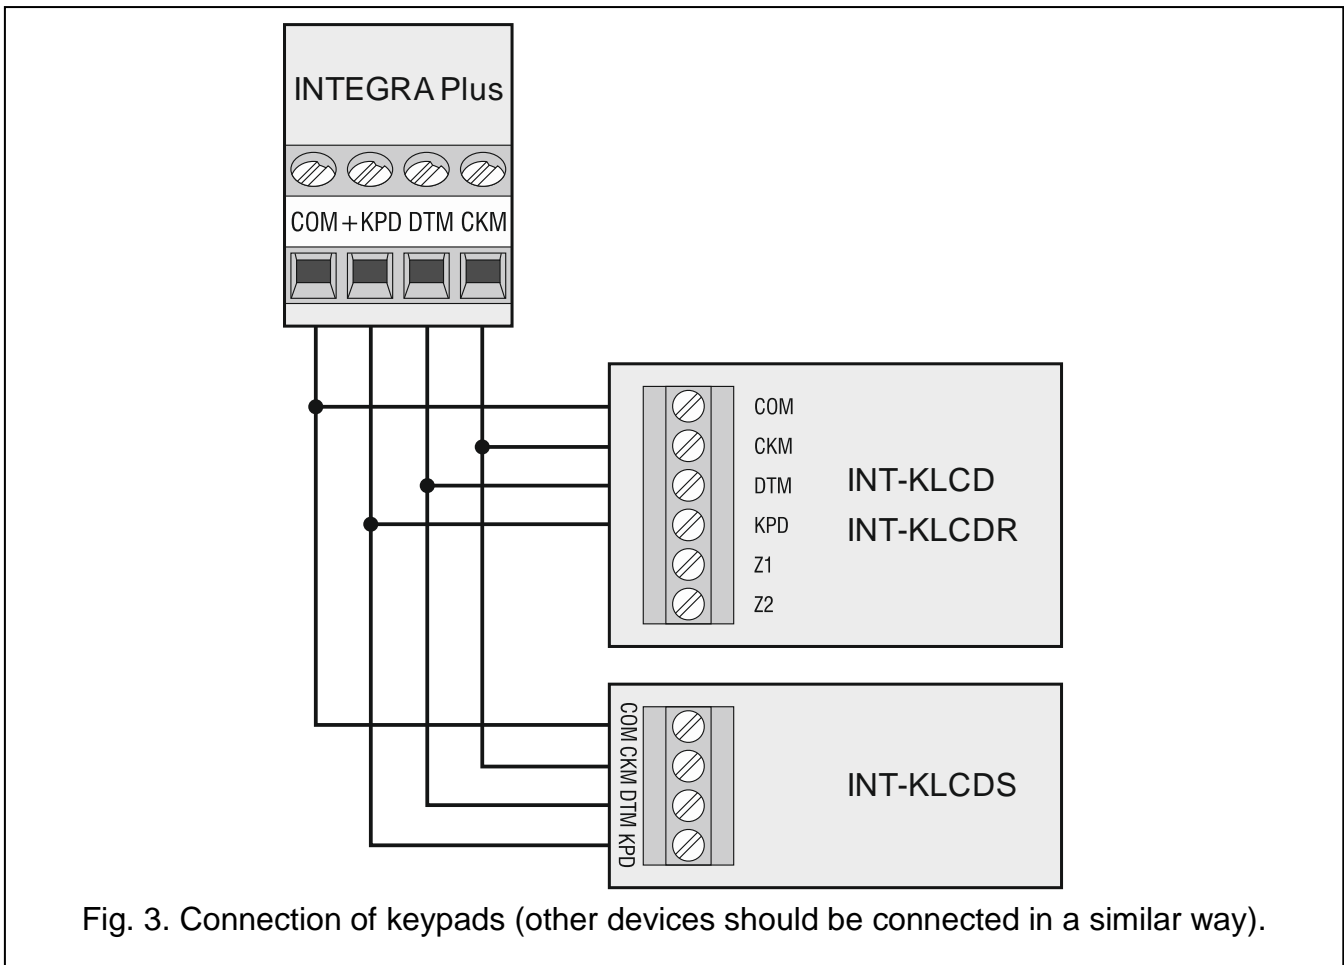 INTEGRA Plus
COM +KPD DTM CKM
COM
CKM
DTM
KPD
Z1
Z2
INT-KLCD
INT-KLCDR
COM CKM DTM KPD
INT-KLCDS
Fig. 3. Connection of keypads (other devices should be connected in a similar way).